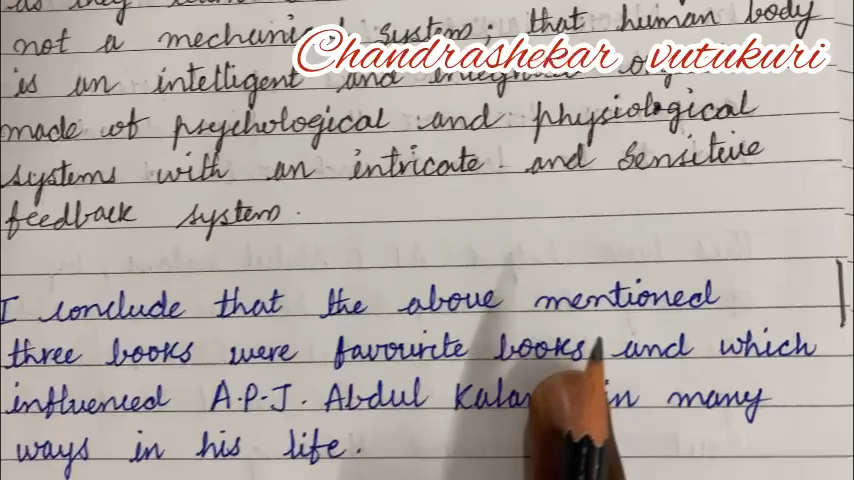 not a mechanical system; that human body
Chandrashekar vutukuri
is an intelligent and
made of psychological and physiological
systems with an intricate and sensitive
feedback system.
I conclude that the above mentioned
three books were favourite books and which
influenced A.P.J. Abdul Kalam in many
ways in his life.